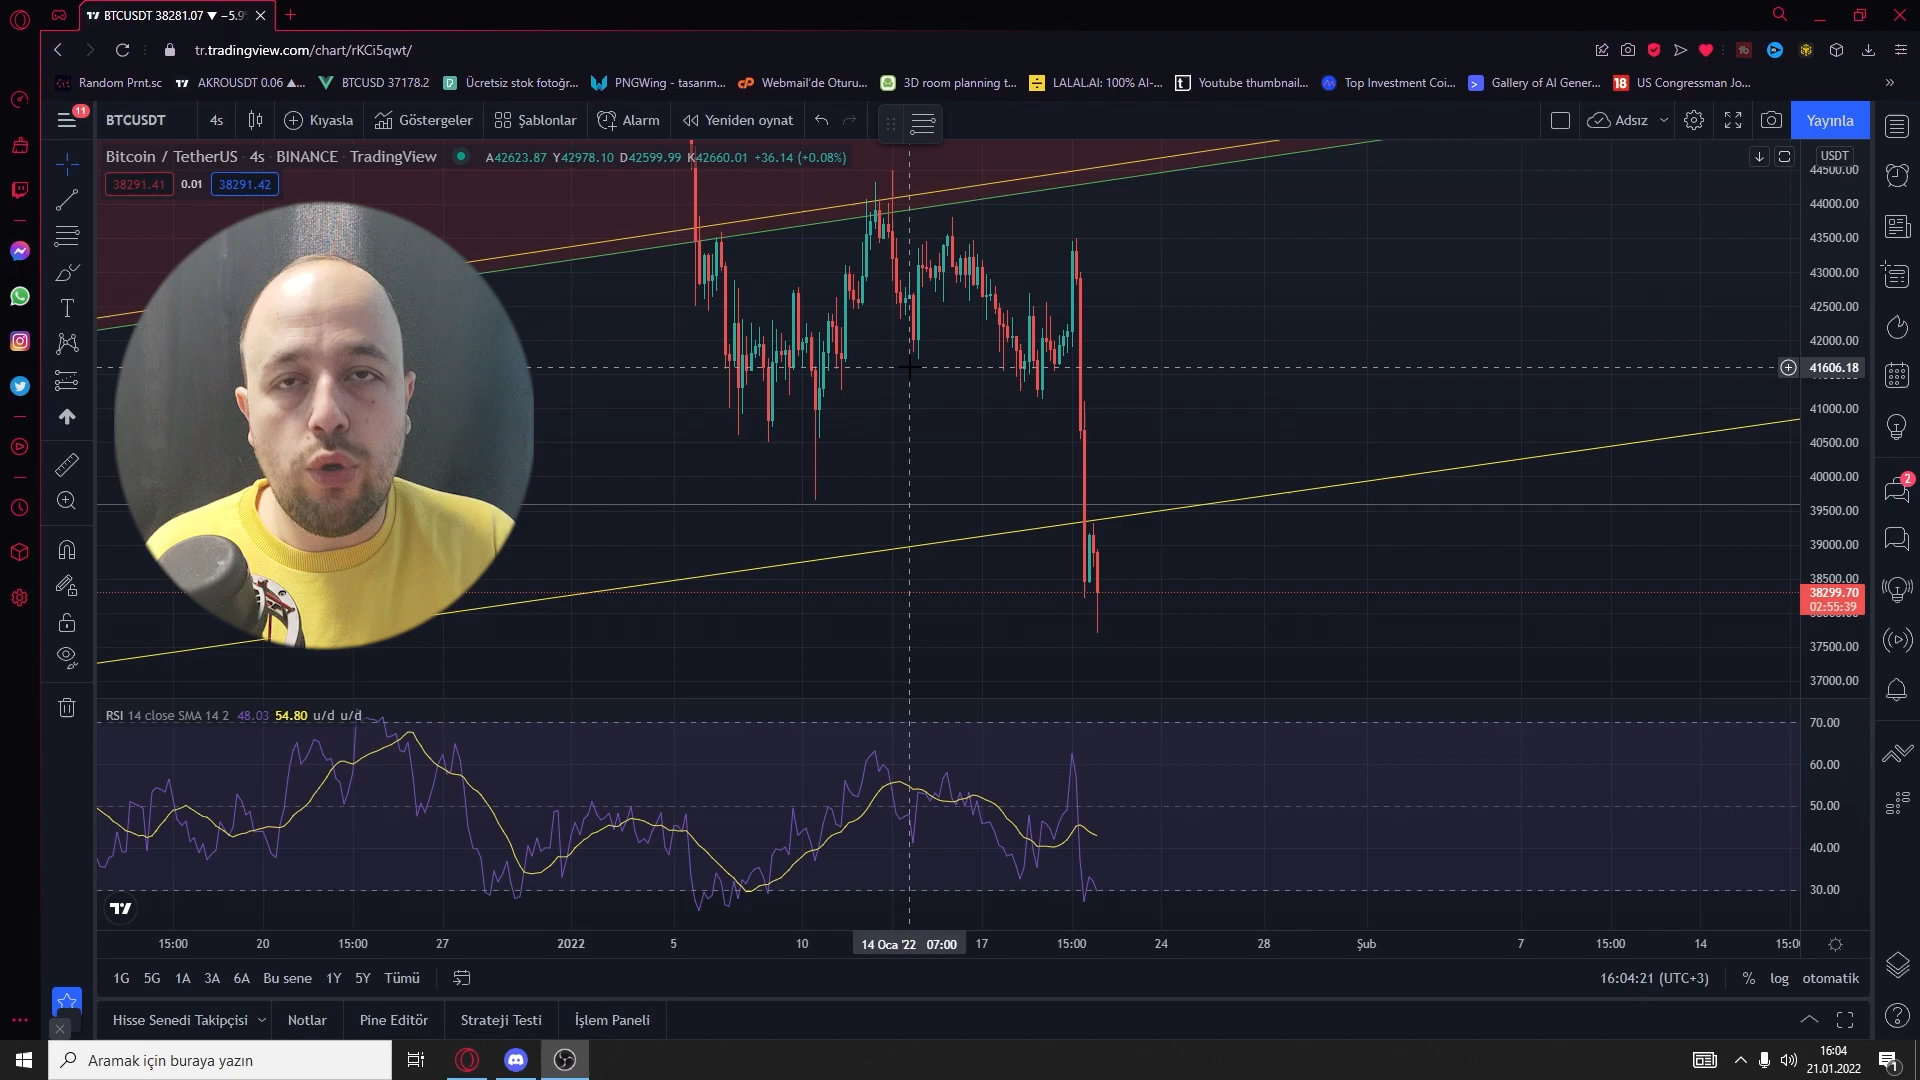 BTCUSDT 38281.07 ▼ −5.9
tr.tradingview.com/chart/rKCi5qwt/
Random Prnt.sc
AKROUSDT 0.06 ▲...
BTCUSD 37178.2
Ücretsiz stok fotoğr...
PNGWing - tasarım...
Webmail'de Oturu...
3D room planning t...
LALAL.AI: 100% AI-...
Youtube thumbnail...
Top Investment Coi...
Gallery of AI Gener...
18 US Congressman Jo...
11
BTCUSDT
4s
Kıyasla
Göstergeler
Şablonlar
Alarm
Yeniden oynat
Adsız
Yayınla
Bitcoin / TetherUS · 4s · BINANCE · TradingView
A42623.87 Y42978.10 D42599.99 K42660.01 +36.14 (+0.08%)
38291.41 0.01 38291.42
USDT
44500.00
44000.00
43500.00
43000.00
42500.00
42000.00
41606.18
41000.00
40500.00
40000.00
39500.00
39000.00
38500.00
38299.70
02:55:39
37500.00
37000.00
2
RSI 14 close SMA 14 2 48.03 54.80 u/d u/d
70.00
60.00
50.00
40.00
30.00
15:00 20 15:00 27 2022 5 10 14 Oca '22 07:00 17 15:00 24 28 Şub 7 15:00 14 15:00
1G 5G 1A 3A 6A Bu sene 1Y 5Y Tümü
16:04:21 (UTC+3) % log otomatik
Hisse Senedi Takipçisi
Notlar
Pine Editör
Strateji Testi
İşlem Paneli
Aramak için buraya yazın
16:04
21.01.2022
1